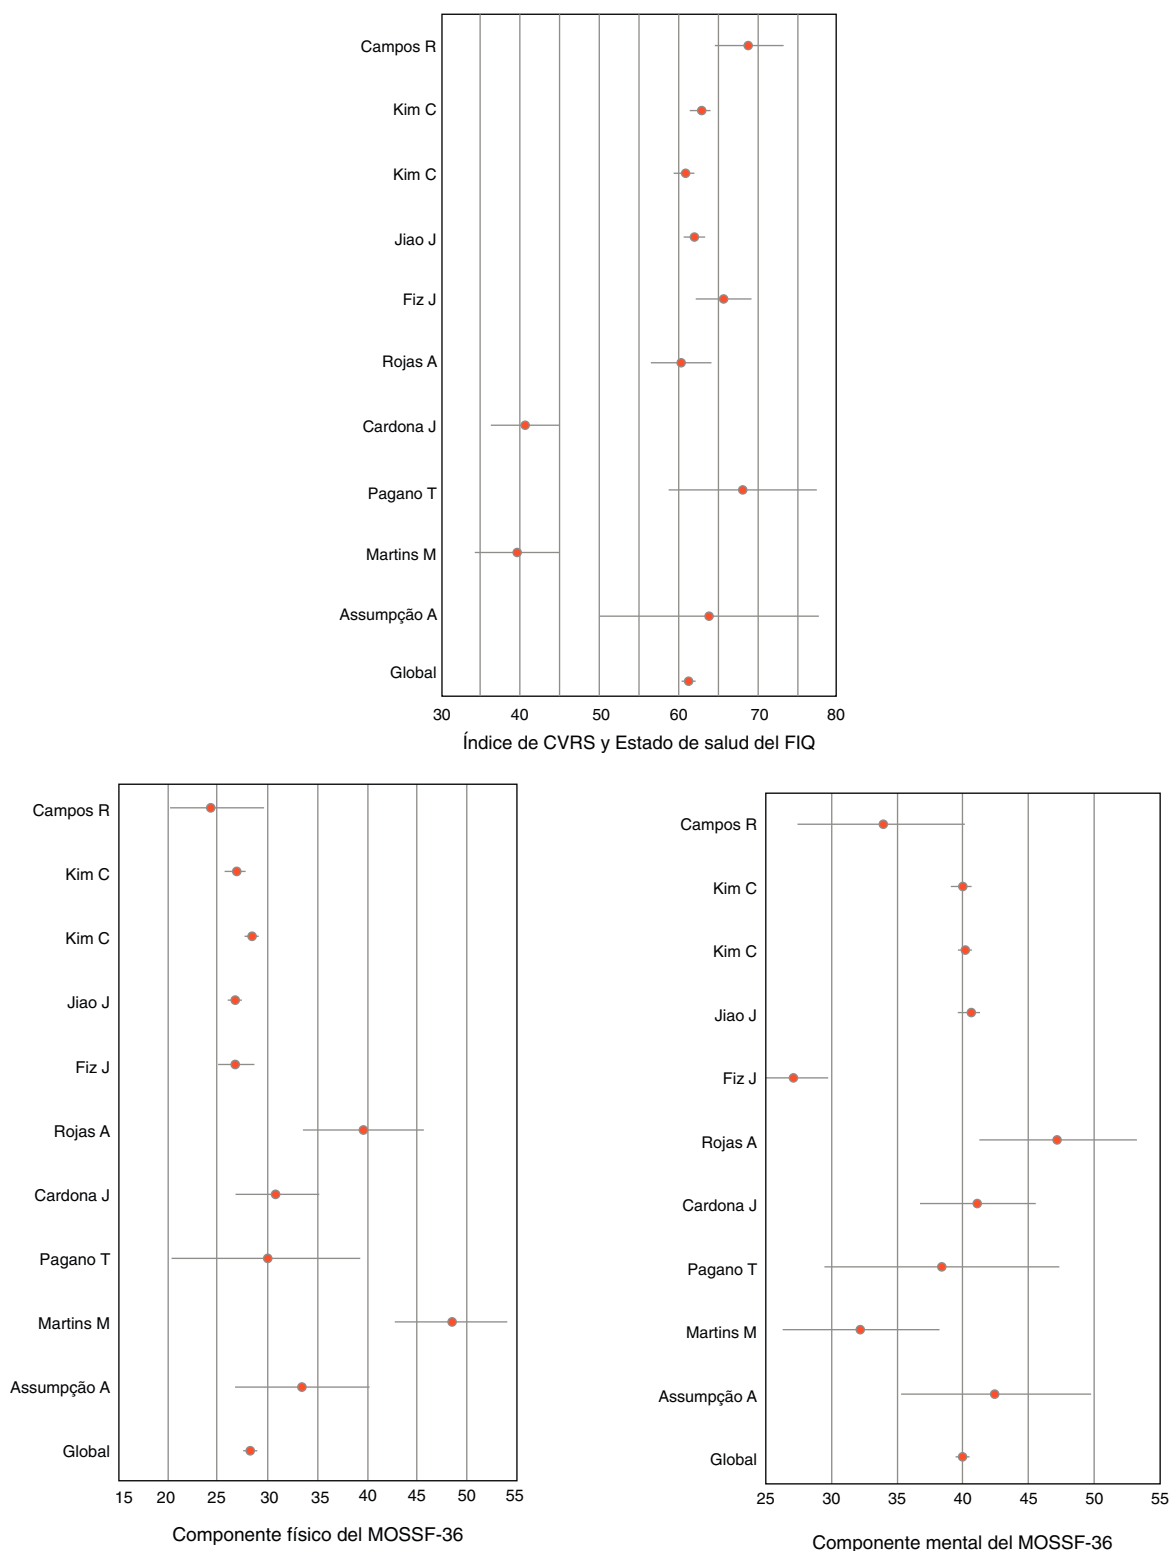 Campos R
Kim C
Kim C
Jiao J
Fiz J
Rojas A
Cardona J
Pagano T
Martins M
Assumpção A
Global
30 40 50 60 70 80
Índice de CVRS y Estado de salud del FIQ
Campos R
Kim C
Kim C
Jiao J
Fiz J
Rojas A
Cardona J
Pagano T
Martins M
Assumpção A
Global
15 20 25 30 35 40 45 50 55
Componente físico del MOSSF-36
Campos R
Kim C
Kim C
Jiao J
Fiz J
Rojas A
Cardona J
Pagano T
Martins M
Assumpção A
Global
25 30 35 40 45 50 55
Componente mental del MOSSF-36